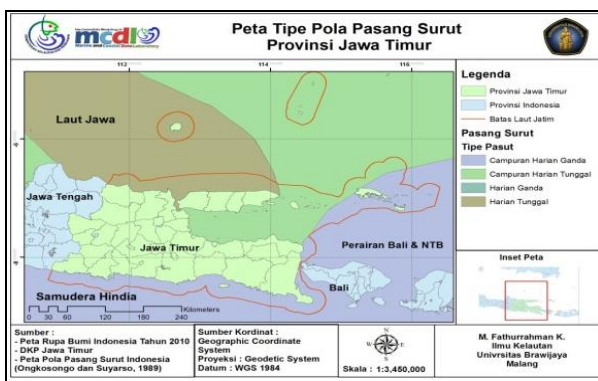 mcdl
Peta Tipe Pola Pasang Surut
Provinsi Jawa Timur
112
114
116
Laut Jawa
Jawa Tengah
Jawa Timur
Perairan Bali & NTB
Bali
Samudera Hindia
Kilometers
0 30 60 120 180 240
Legenda
Provinsi Jawa Timur
Provinsi Indonesia
Batas Laut Jatim
Pasang Surut
Tipe Pasut
Campuran Harian Ganda
Campuran Harian Tunggal
Harian Ganda
Harian Tunggal
Inset Peta
Sumber :
- Peta Rupa Bumi Indonesia Tahun 2010
- DKP Jawa Timur
- Peta Pola Pasang Surut Indonesia
(Ongkosongo dan Suyarso, 1989)
Sumber Kordinat :
Geographic Coordinate
System
Proyeksi : Geodetic System
Datum : WGS 1984
N
W E
S
Skala : 1:3,450,000
M. Fathurrahman K.
Ilmu Kelautan
Univrsitas Brawijaya
Malang